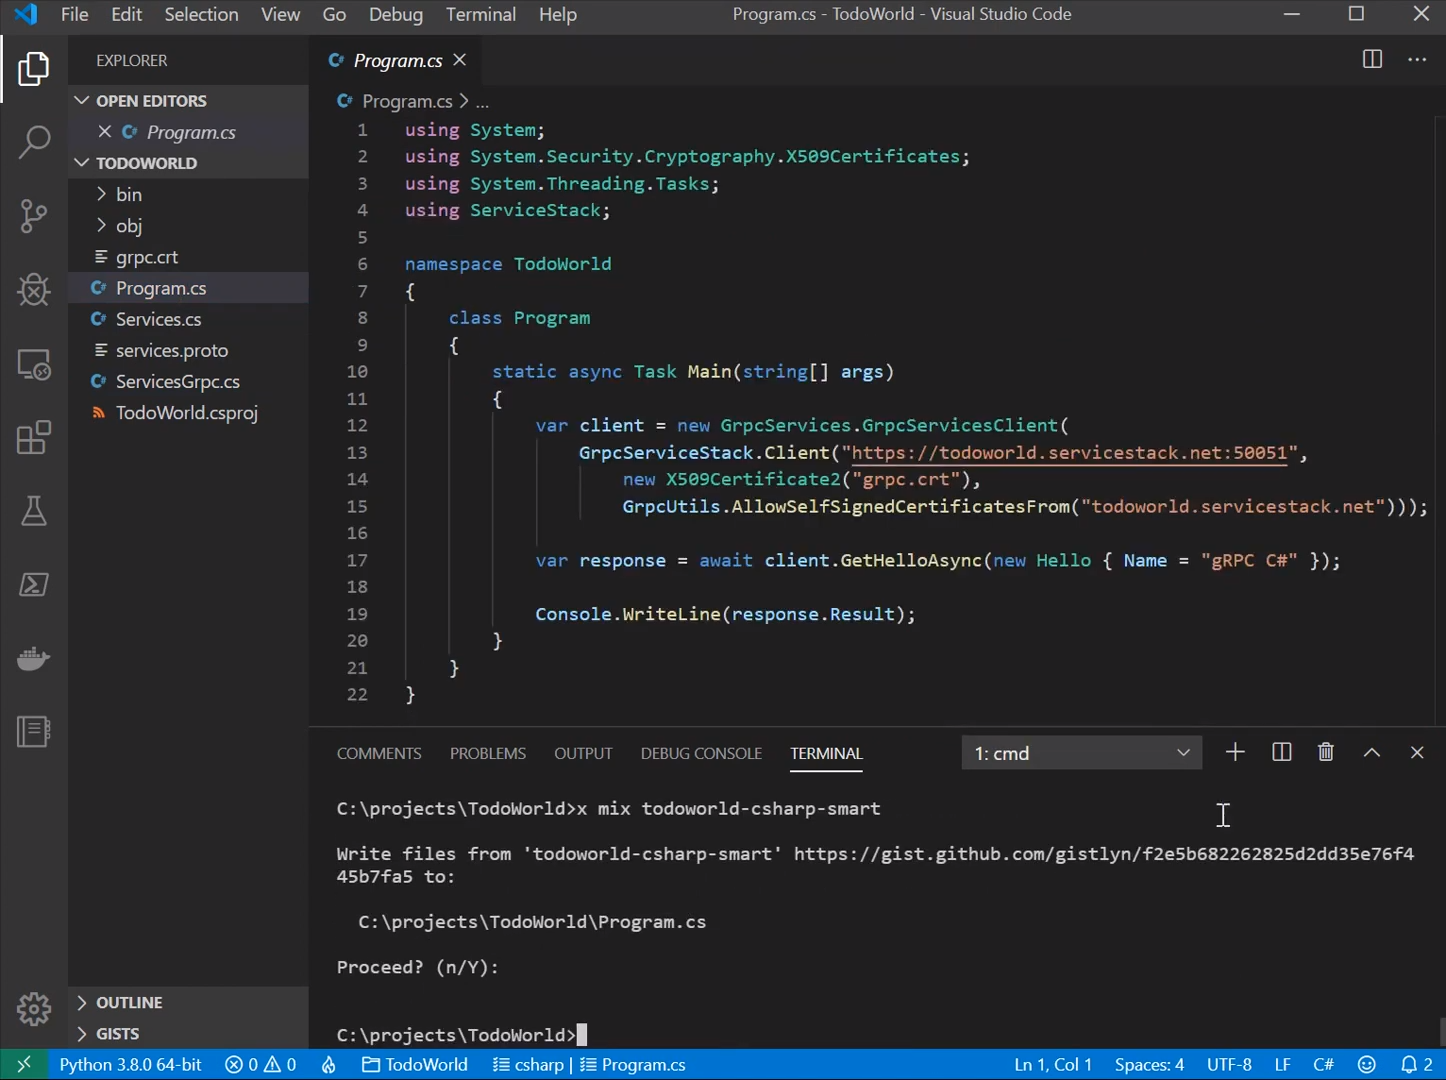 File Edit Selection View Go Debug Terminal Help Program.cs - TodoWorld - Visual Studio Code
EXPLORER
OPEN EDITORS
Program.cs
TODOWORLD
bin
obj
grpc.crt
Program.cs
Services.cs
services.proto
ServicesGrpc.cs
TodoWorld.csproj
OUTLINE
GISTS
Program.cs
Program.cs > ...
1 using System;
2 using System.Security.Cryptography.X509Certificates;
3 using System.Threading.Tasks;
4 using ServiceStack;
5
6 namespace TodoWorld
7 {
8 class Program
9 {
10 static async Task Main(string[] args)
11 {
12 var client = new GrpcServices.GrpcServicesClient(
13 GrpcServiceStack.Client("https://todoworld.servicestack.net:50051",
14 new X509Certificate2("grpc.crt"),
15 GrpcUtils.AllowSelfSignedCertificatesFrom("todoworld.servicestack.net")));
16
17 var response = await client.GetHelloAsync(new Hello { Name = "gRPC C#" });
18
19 Console.WriteLine(response.Result);
20 }
21 }
22 }
COMMENTS PROBLEMS OUTPUT DEBUG CONSOLE TERMINAL 1: cmd
C:\projects\TodoWorld>x mix todoworld-csharp-smart
Write files from 'todoworld-csharp-smart' https://gist.github.com/gistlyn/f2e5b682262825d2dd35e76f4
45b7fa5 to:
C:\projects\TodoWorld\Program.cs
Proceed? (n/Y):
C:\projects\TodoWorld>
Python 3.8.0 64-bit 0 0 TodoWorld csharp | Program.cs Ln 1, Col 1 Spaces: 4 UTF-8 LF C# 2